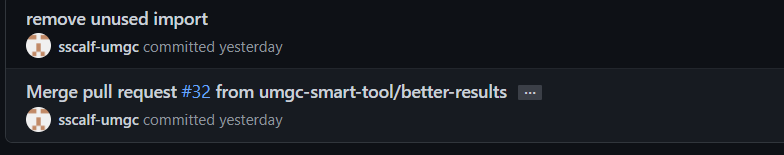 remove unused import
sscalf-umgc committed yesterday
Merge pull request #32 from umgc-smart-tool/better-results ...
sscalf-umgc committed yesterday